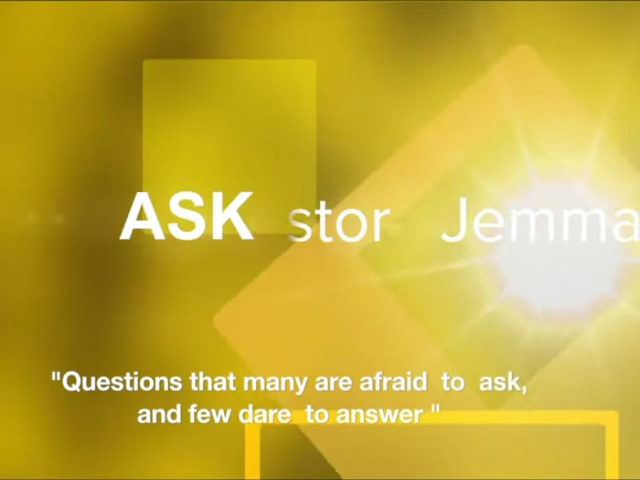 ASK stor Jemma
"Questions that many are afraid to ask,
and few dare to answer "